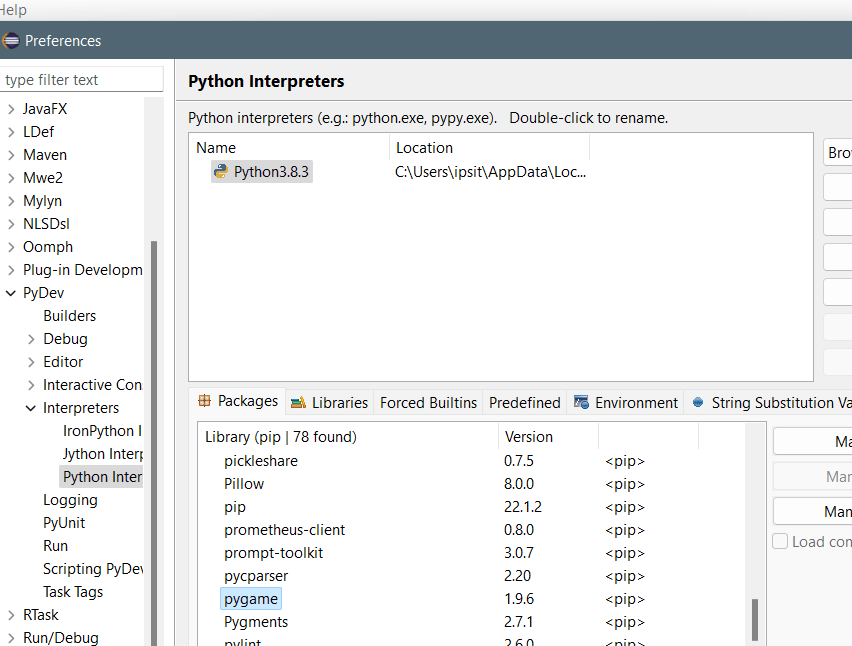 Help
Preferences
type filter text
JavaFX
LDef
Maven
Mwe2
Mylyn
NLSDsl
Oomph
Plug-in Developm
PyDev
Builders
Debug
Editor
Interactive Con
Interpreters
IronPython I
Jython Interp
Python Inter
Logging
PyUnit
Run
Scripting PyDev
Task Tags
RTask
Run/Debug
Python Interpreters
Python interpreters (e.g.: python.exe, pypy.exe).   Double-click to rename.
Name Location
Python3.8.3 C:\Users\ipsit\AppData\Loc...
Bro
Packages Libraries Forced Builtins Predefined Environment String Substitution Va
Library (pip | 78 found) Version
pickleshare 0.7.5 <pip>
Pillow 8.0.0 <pip>
pip 22.1.2 <pip>
prometheus-client 0.8.0 <pip>
prompt-toolkit 3.0.7 <pip>
pycparser 2.20 <pip>
pygame 1.9.6 <pip>
Pygments 2.7.1 <pip>
pylint 2.6.0 <pip>
Ma
Mar
Man
Load con